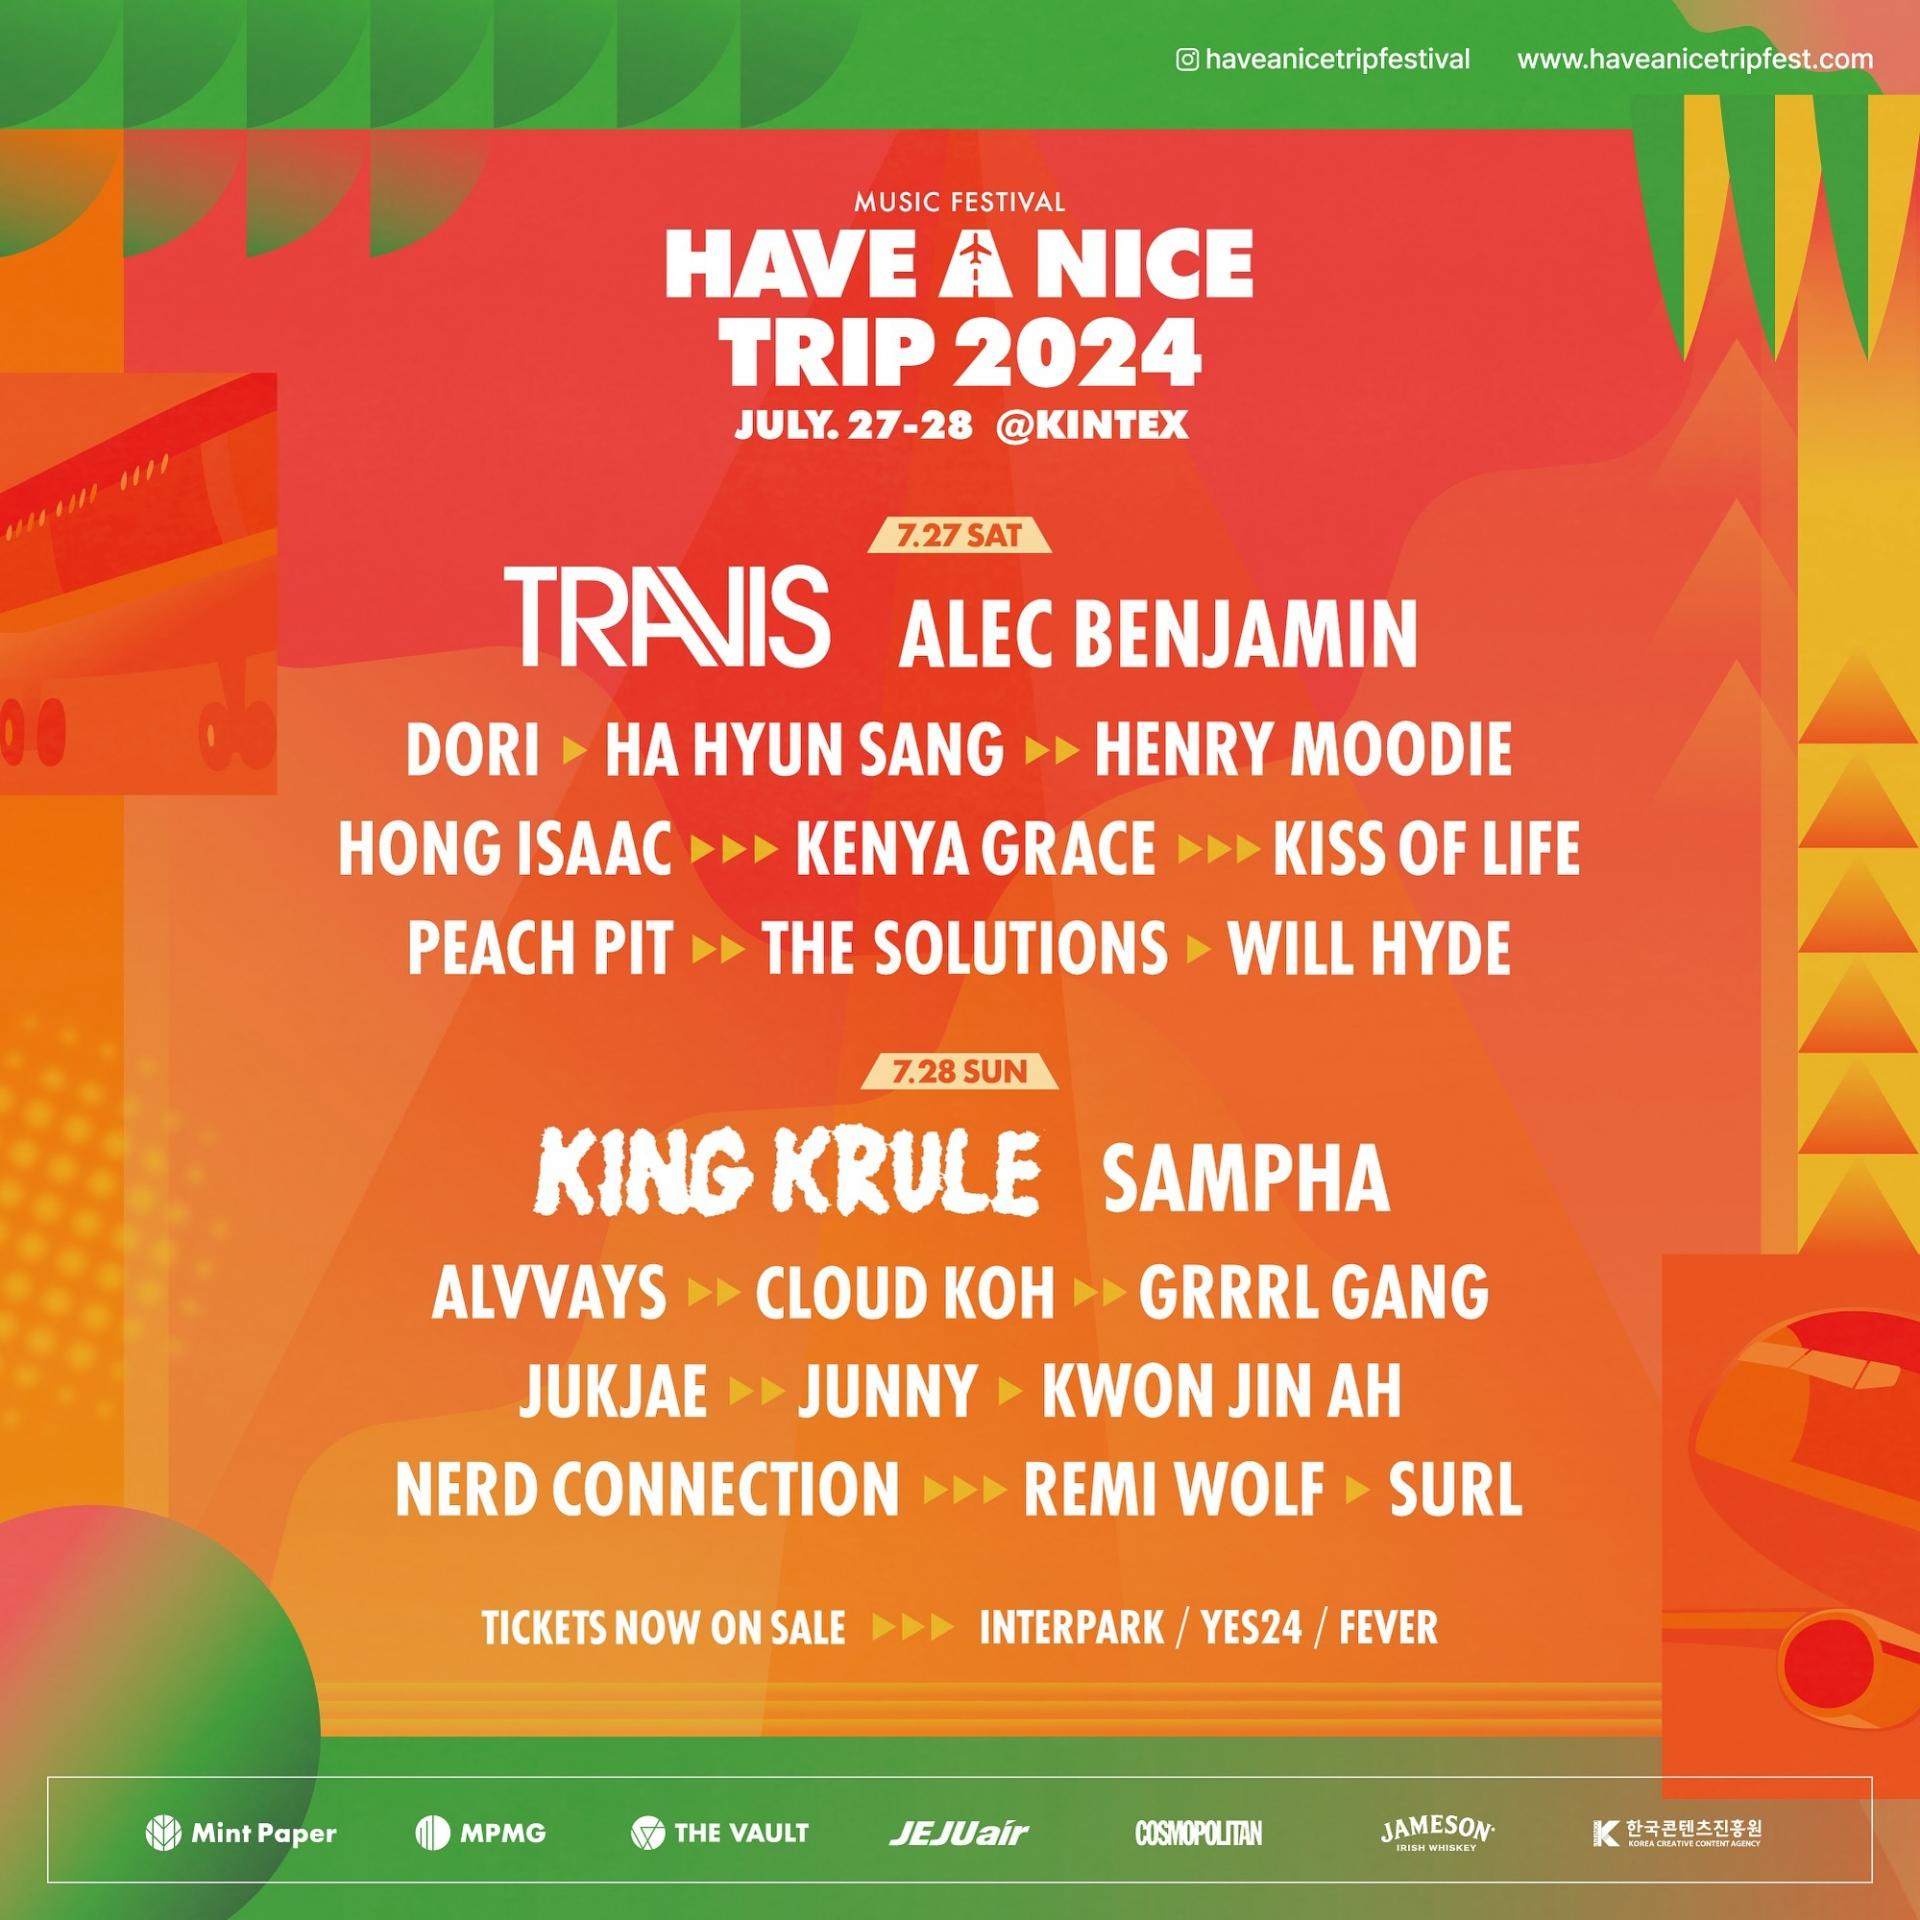 haveanicetripfestival www.haveanicetripfest.com
MUSIC FESTIVAL
HAVE A NICE
TRIP 2024
JULY. 27-28 @KINTEX
7.27 SAT
TRAVIS ALEC BENJAMIN
DORI HA HYUN SANG HENRY MOODIE
HONG ISAAC KENYA GRACE KISS OF LIFE
PEACH PIT THE SOLUTIONS WILL HYDE
7.28 SUN
KING KRULE SAMPHA
ALVVAYS CLOUD KOH GRRRL GANG
JUKJAE JUNNY KWON JIN AH
NERD CONNECTION REMI WOLF SURL
TICKETS NOW ON SALE INTERPARK / YES24 / FEVER
Mint Paper MPMG THE VAULT JEJUair COSMOPOLITAN JAMESON 한국콘텐츠진흥원
IRISH WHISKEY KOREA CREATIVE CONTENT AGENCY